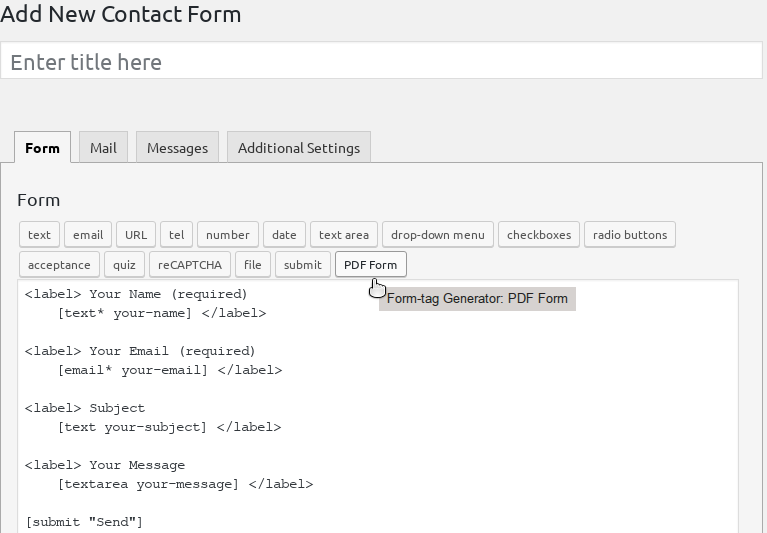 Add New Contact Form
Enter title here
Form Mail Messages Additional Settings
Form
text email URL tel number date text area drop-down menu checkboxes radio buttons
acceptance quiz reCAPTCHA file submit PDF Form
<label> Your Name (required)
[text* your-name] </label>
Form-tag Generator: PDF Form
<label> Your Email (required)
[email* your-email] </label>
<label> Subject
[text your-subject] </label>
<label> Your Message
[textarea your-message] </label>
[submit "Send"]